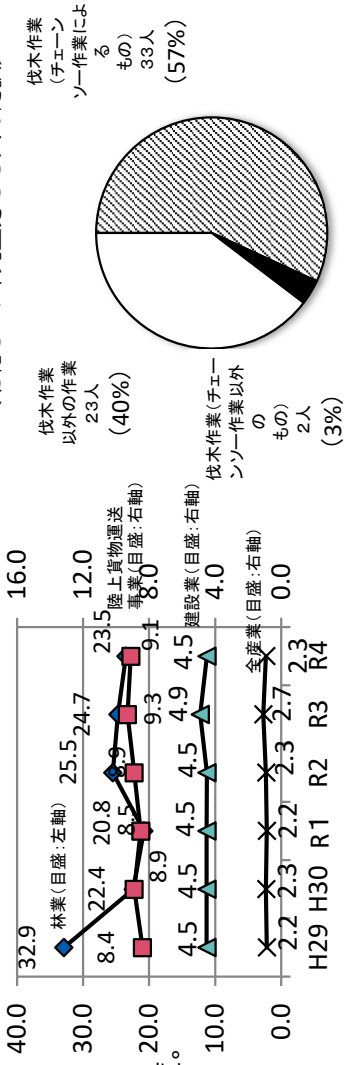 40.0
30.0
20.0
10.0
0.0
16.0
12.0
8.0
4.0
0.0
32.9
22.4
20.8
25.5
24.7
23.5
林業(目盛:左軸)
8.4
8.9
8.5
8.9
9.3
9.1
陸上貨物運送
事業(目盛:右軸)
4.5
4.5
4.5
4.5
4.9
4.5
建設業(目盛:右軸)
2.2
2.3
2.2
2.3
2.7
2.3
全産業(目盛:右軸)
H29 H30 R1 R2 R3 R4
伐木作業
以外の作業
23人
(40%)
伐木作業(チェー
ンソー作業以外
の
もの)
2人
(3%)
伐木作業
(チェーン
ソー作業によ
る
もの)
33人
(57%)